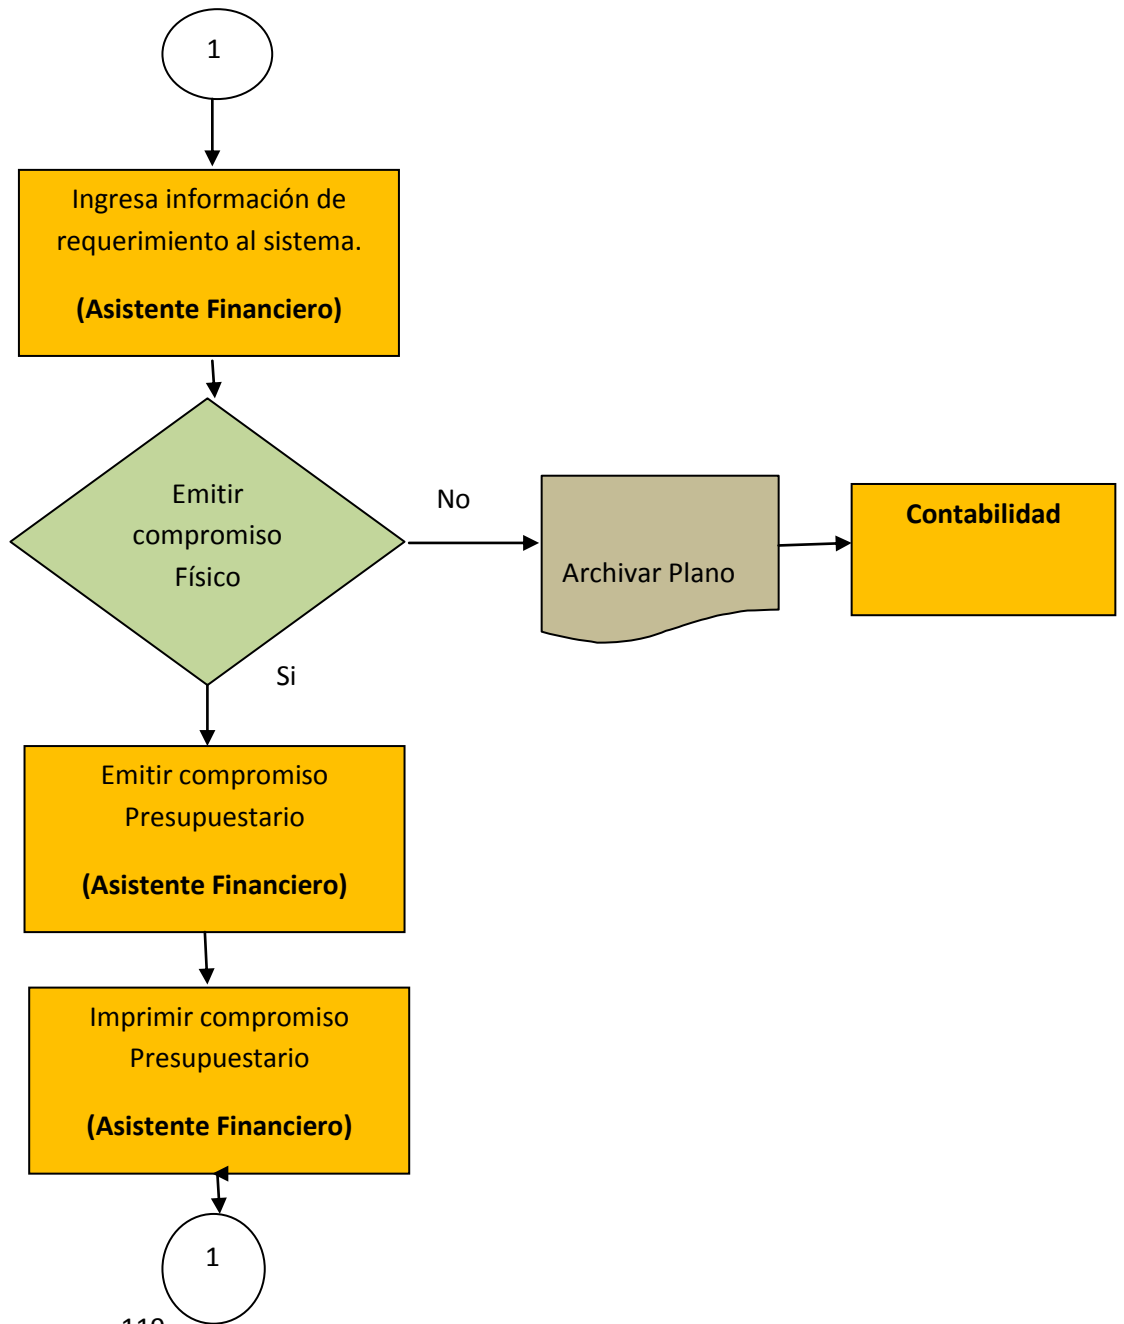 1
Ingresa información de
requerimiento al sistema.
(Asistente Financiero)
Emitir
compromiso
Físico
No
Archivar Plano
Contabilidad
Si
Emitir compromiso
Presupuestario
(Asistente Financiero)
Imprimir compromiso
Presupuestario
(Asistente Financiero)
1